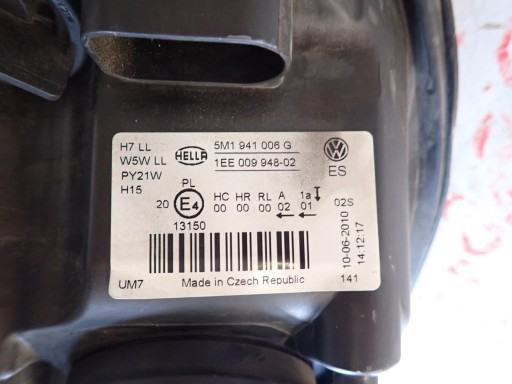 H7 LL
W5W LL
PY21W
H15
HELLA
5M1 941 006 G
1EE 009 948-02
VW
ES
PL
20 E4
13150
HC HR RL A 1a
00 00 00 02 01
02S
10-06-2010
14:12:17
141
UM7
Made in Czech Republic